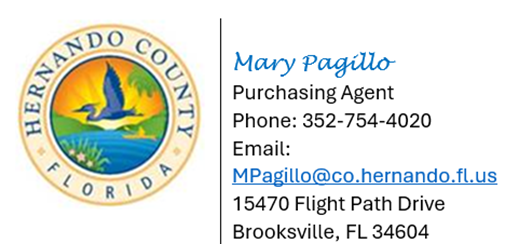 HERNANDO COUNTY
FLORIDA
Mary Pagillo
Purchasing Agent
Phone: 352-754-4020
Email:
MPagillo@co.hernando.fl.us
15470 Flight Path Drive
Brooksville, FL 34604